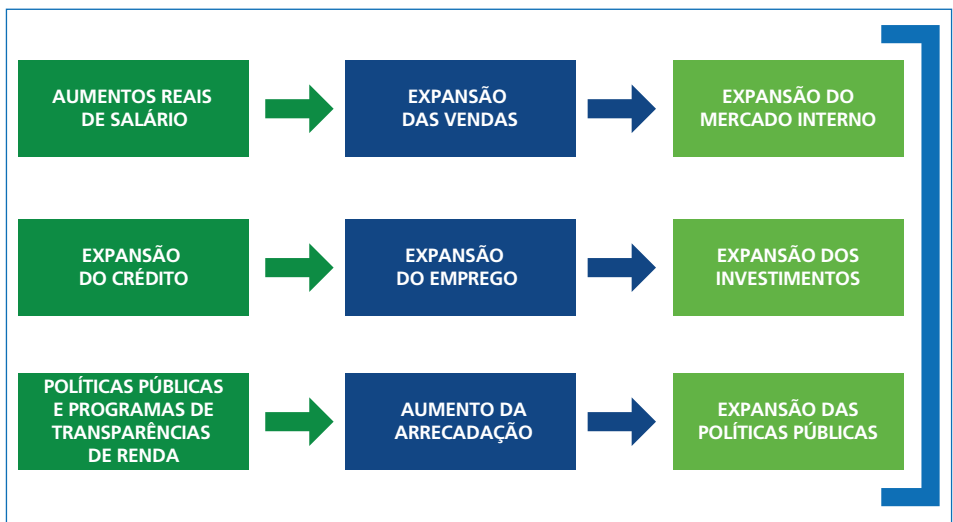 AUMENTOS REAIS
DE SALÁRIO
EXPANSÃO
DAS VENDAS
EXPANSÃO DO
MERCADO INTERNO
EXPANSÃO
DO CRÉDITO
EXPANSÃO
DO EMPREGO
EXPANSÃO DOS
INVESTIMENTOS
POLÍTICAS PÚBLICAS
E PROGRAMAS DE
TRANSPARÊNCIAS
DE RENDA
AUMENTO DA
ARRECADAÇÃO
EXPANSÃO DAS
POLÍTICAS PÚBLICAS